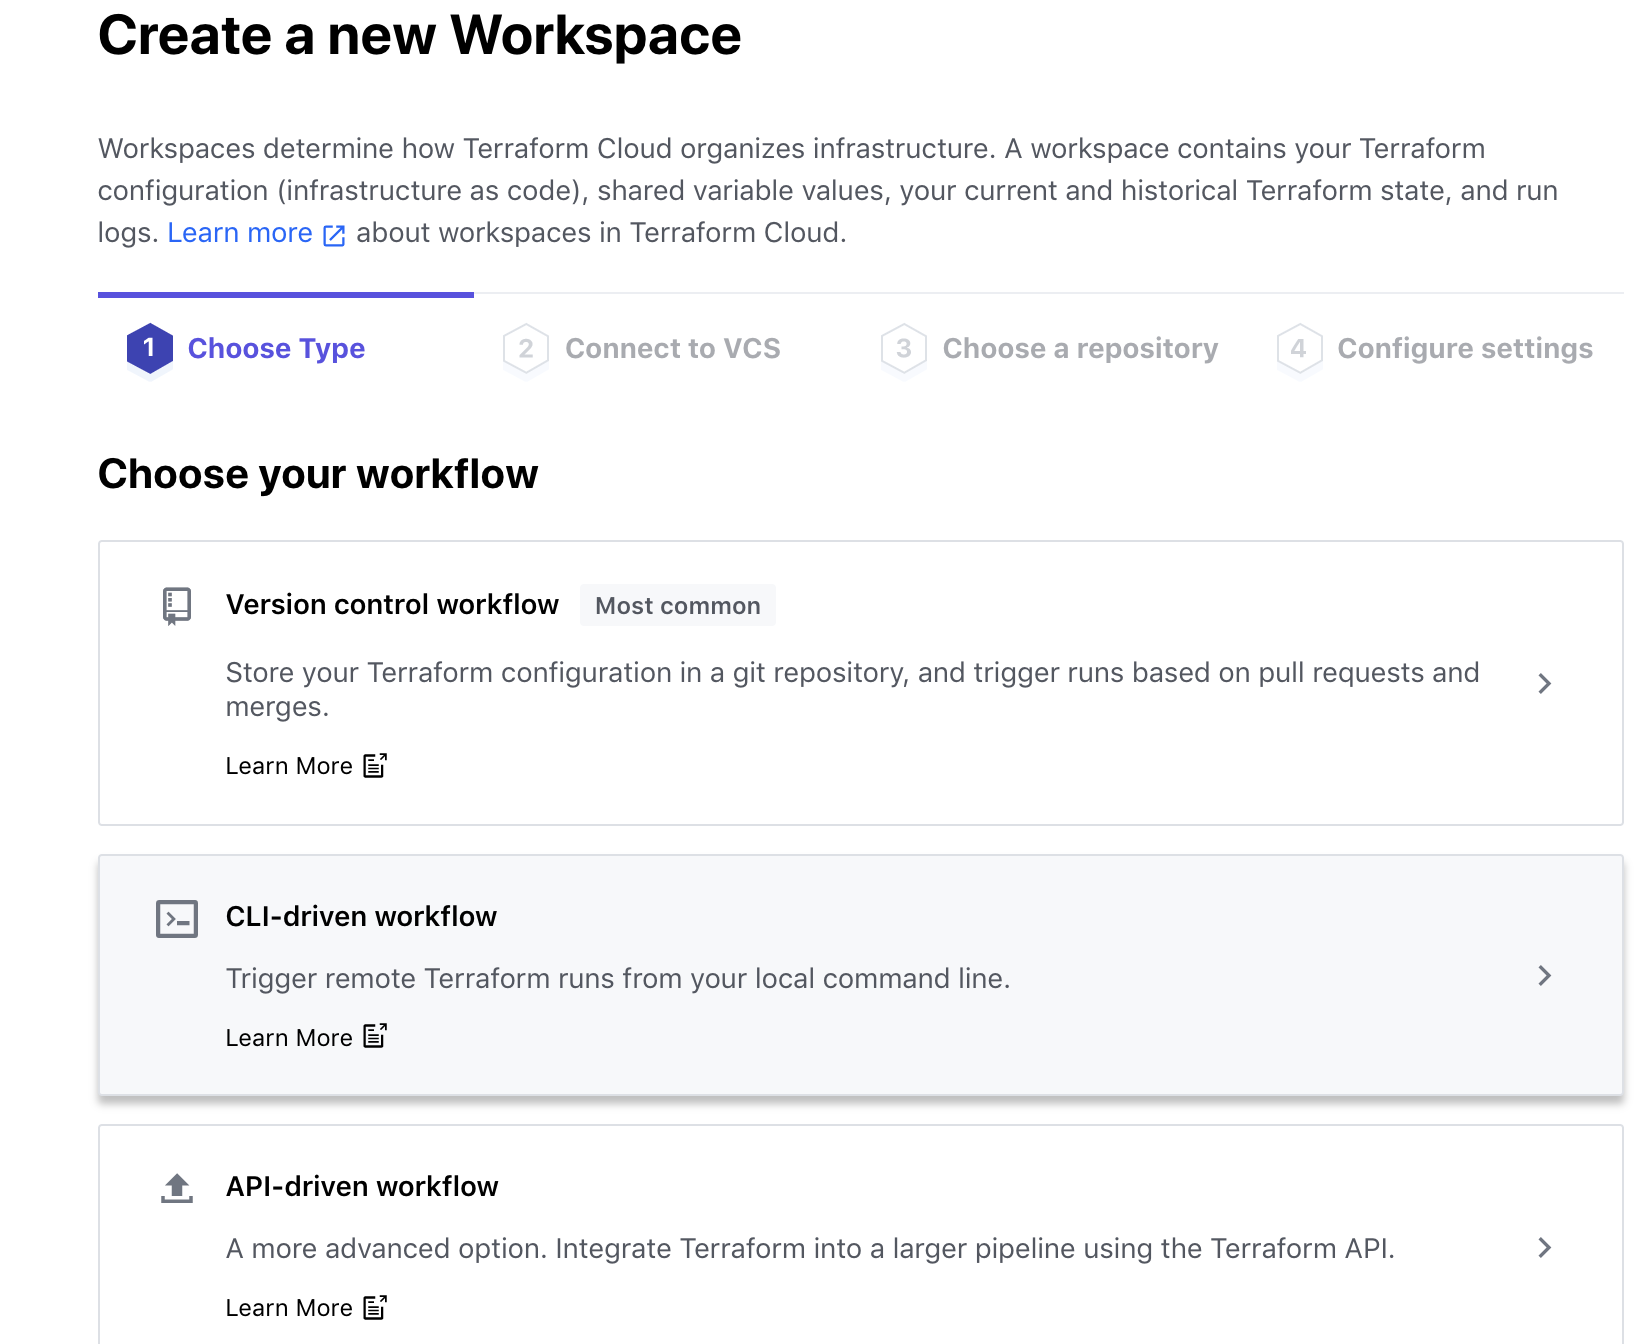 Create a new Workspace
Workspaces determine how Terraform Cloud organizes infrastructure. A workspace contains your Terraform
configuration (infrastructure as code), shared variable values, your current and historical Terraform state, and run
logs. Learn more about workspaces in Terraform Cloud.
1 Choose Type 2 Connect to VCS 3 Choose a repository 4 Configure settings
Choose your workflow
Version control workflow Most common
Store your Terraform configuration in a git repository, and trigger runs based on pull requests and
merges.
Learn More
CLI-driven workflow
Trigger remote Terraform runs from your local command line.
Learn More
API-driven workflow
A more advanced option. Integrate Terraform into a larger pipeline using the Terraform API.
Learn More